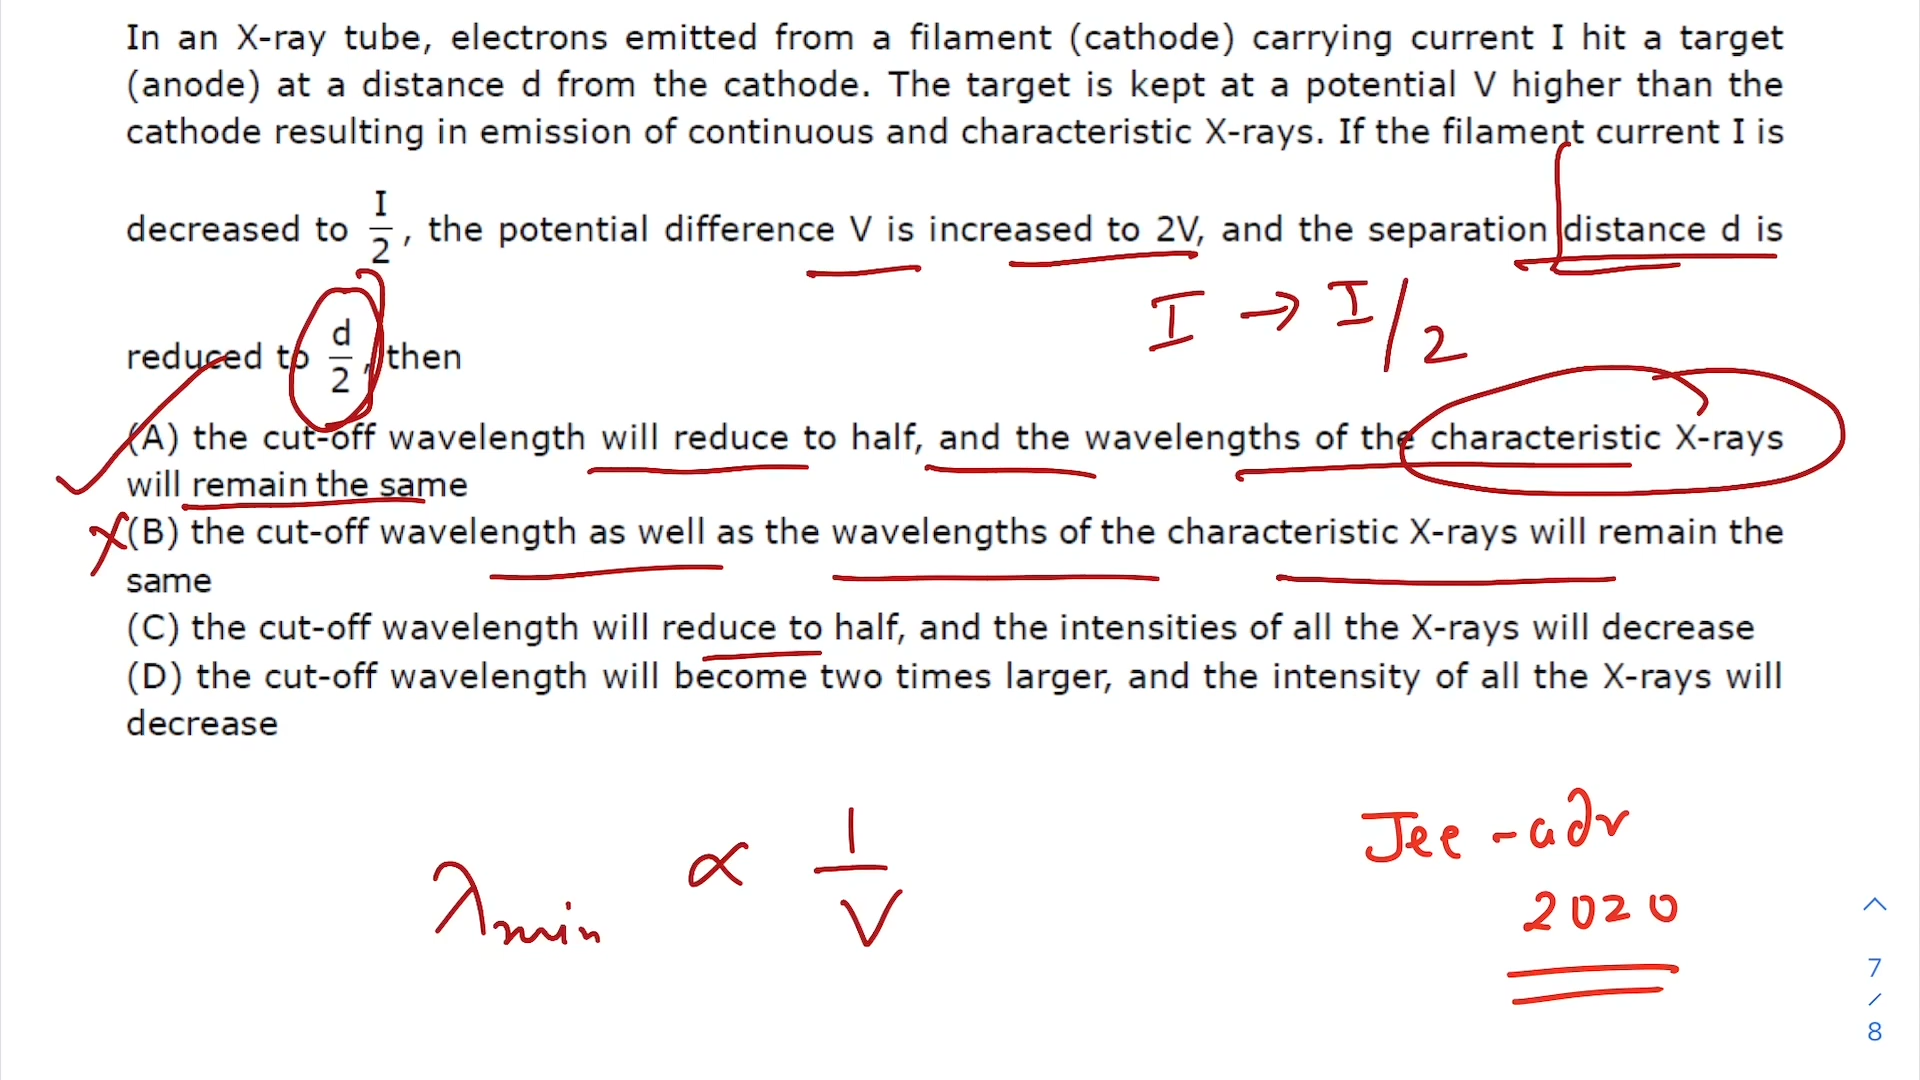 In an X-ray tube, electrons emitted from a filament (cathode) carrying current I hit a target
(anode) at a distance d from the cathode. The target is kept at a potential V higher than the
cathode resulting in emission of continuous and characteristic X-rays. If the filament current I is
decreased to I/2, the potential difference V is increased to 2V, and the separation distance d is
I → I/2
reduced to d/2, then
(A) the cut-off wavelength will reduce to half, and the wavelengths of the characteristic X-rays
will remain the same
X(B) the cut-off wavelength as well as the wavelengths of the characteristic X-rays will remain the
same
(C) the cut-off wavelength will reduce to half, and the intensities of all the X-rays will decrease
(D) the cut-off wavelength will become two times larger, and the intensity of all the X-rays will
decrease
λmin ∝ 1/V
Jee-adv
2020
7
/
8